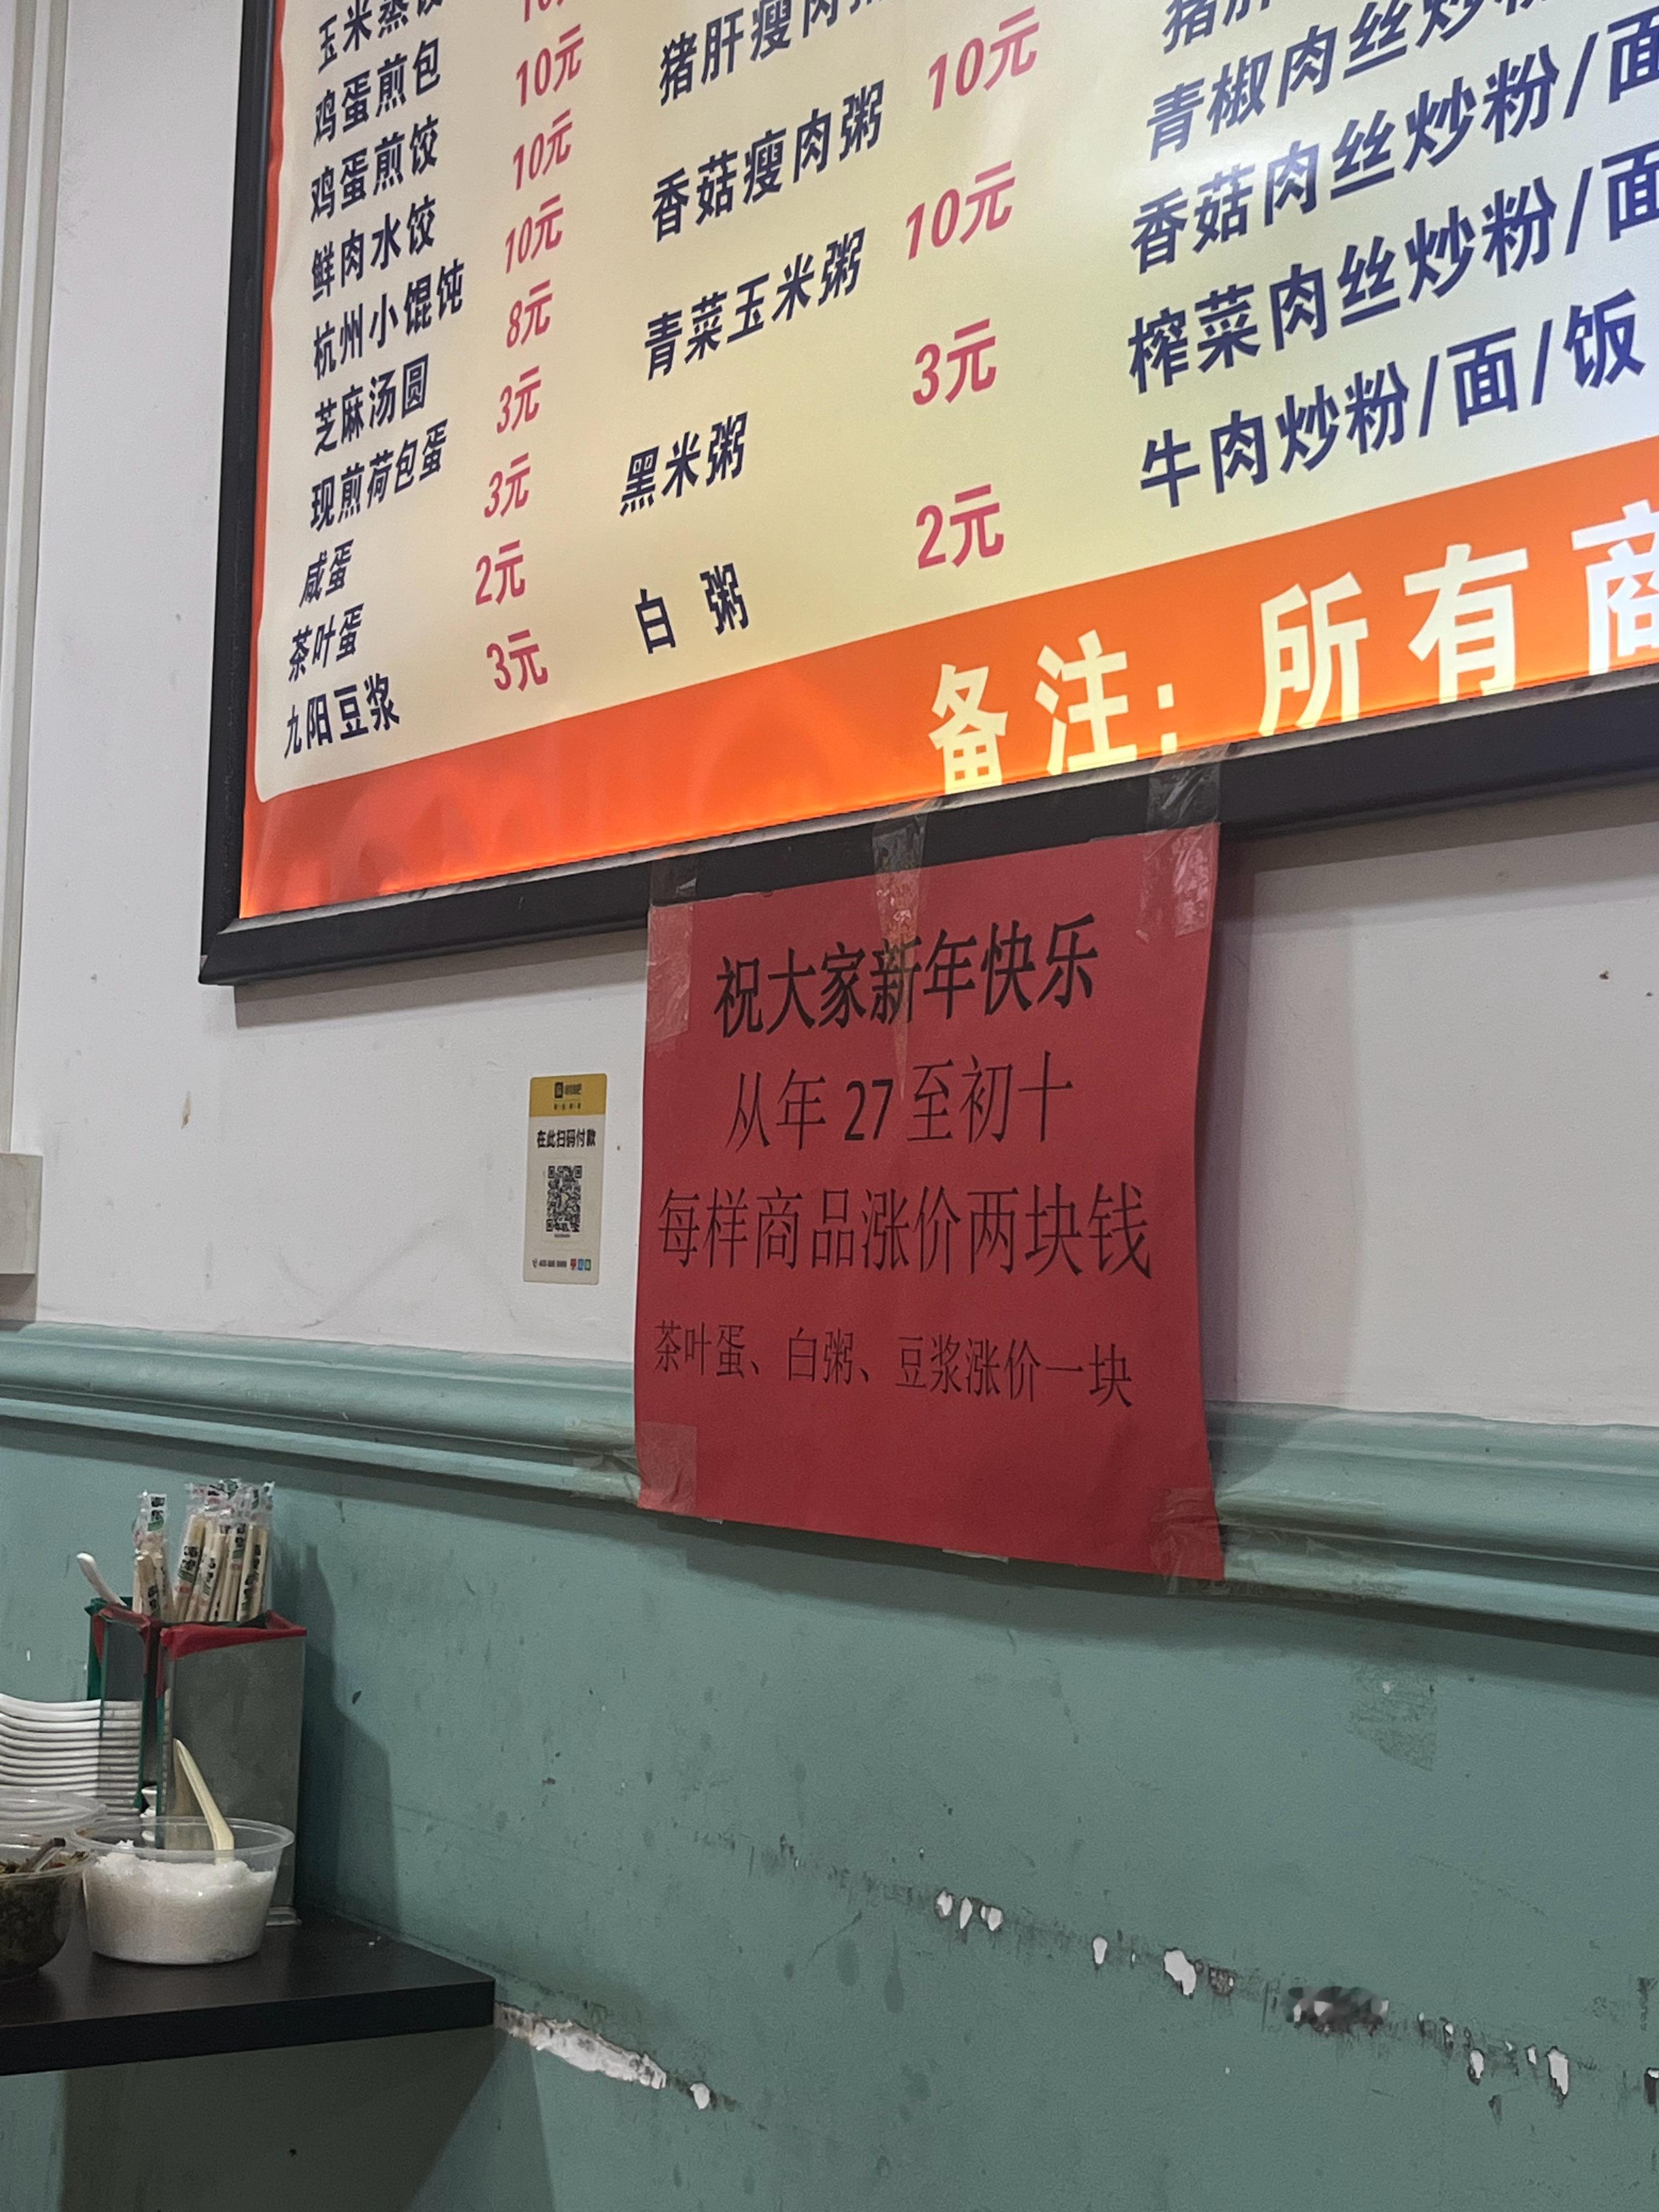 玉米蒸饺
鸡蛋煎包 10元
鸡蛋煎饺 10元
鲜肉水饺 10元
杭州小馄饨 8元
芝麻汤圆 3元
现煎荷包蛋 3元
咸蛋 2元
茶叶蛋 3元
九阳豆浆
猪肝瘦肉粥
香菇瘦肉粥 10元
青菜玉米粥 10元
黑米粥 3元
白粥 2元
猪肝
青椒肉丝炒粉
香菇肉丝炒粉/面
榨菜肉丝炒粉/面
牛肉炒粉/面/饭
备注：所有商
祝大家新年快乐
从年27至初十
每样商品涨价两块钱
茶叶蛋、白粥、豆浆涨价一块
在此扫码付款